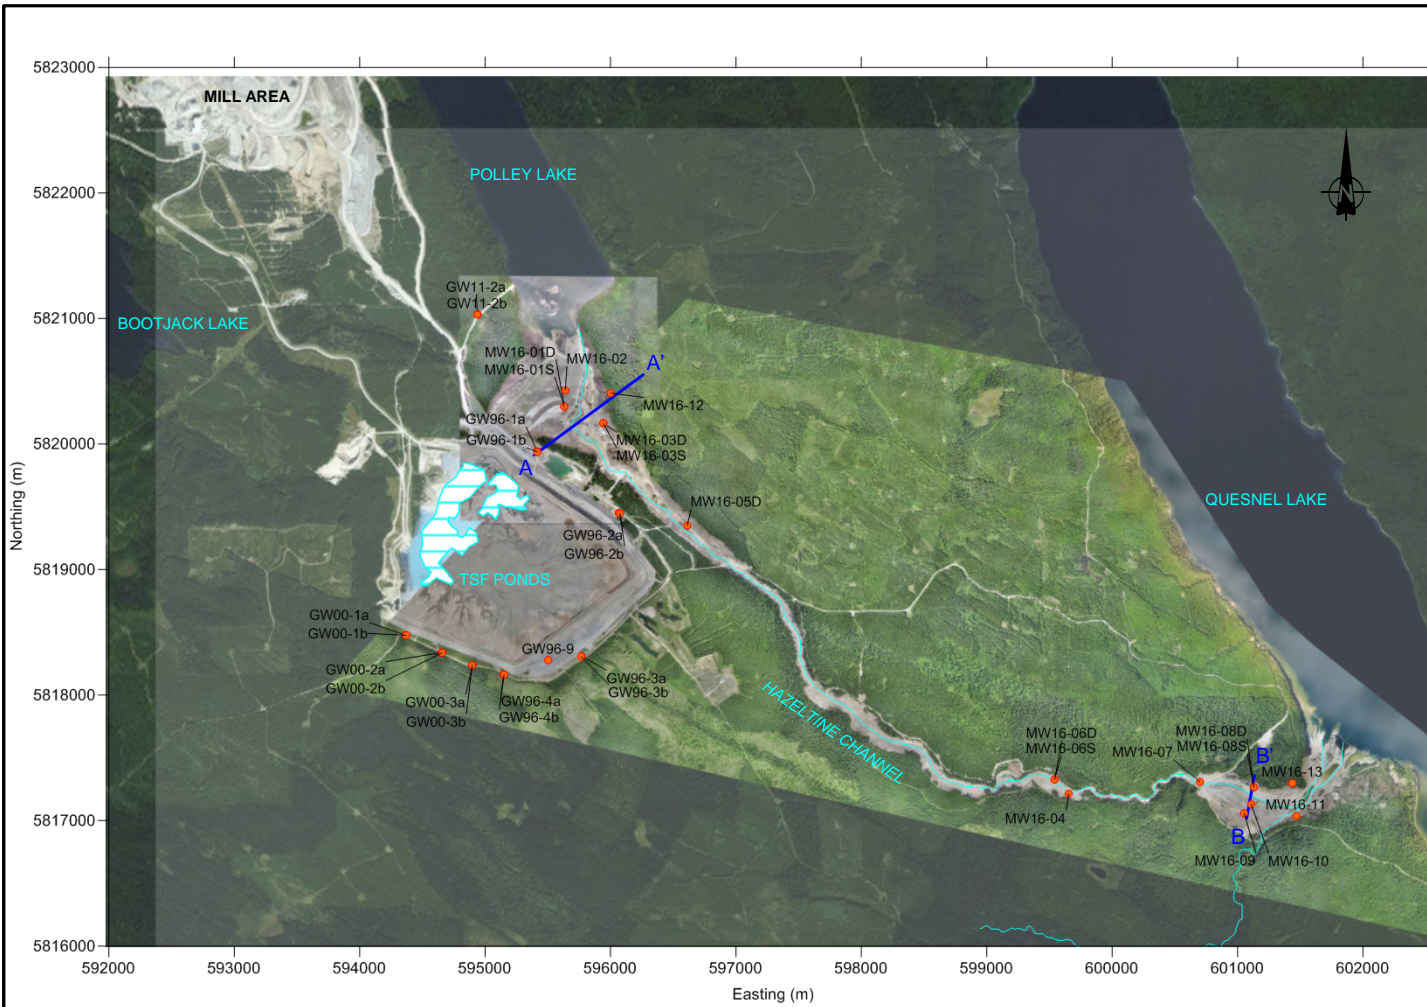 5823000
MILL AREA
POLLEY LAKE
5822000
GW11-2a
GW11-2b
5821000
BOOTJACK LAKE
MW16-01D
MW16-01S
MW16-02
A'
MW16-12
GW96-1a
GW96-1b
5820000
MW16-03D
MW16-03S
A
Northing (m)
MW16-05D
QUESNEL LAKE
GW96-2a
GW96-2b
5819000
TSF PONDS
GW00-1a
GW00-1b
GW96-9
GW00-2a
GW00-2b
GW96-3a
GW96-3b
5818000
GW00-3a
GW00-3b
GW96-4a
GW96-4b
HAZELTINE CHANNEL
MW16-06D
MW16-06S
MW16-07
MW16-08D
MW16-08S
B'
MW16-13
MW16-11
5817000
MW16-04
B
MW16-09
MW16-10
5816000
592000 593000 594000 595000 596000 597000 598000 599000 600000 601000 602000
Easting (m)